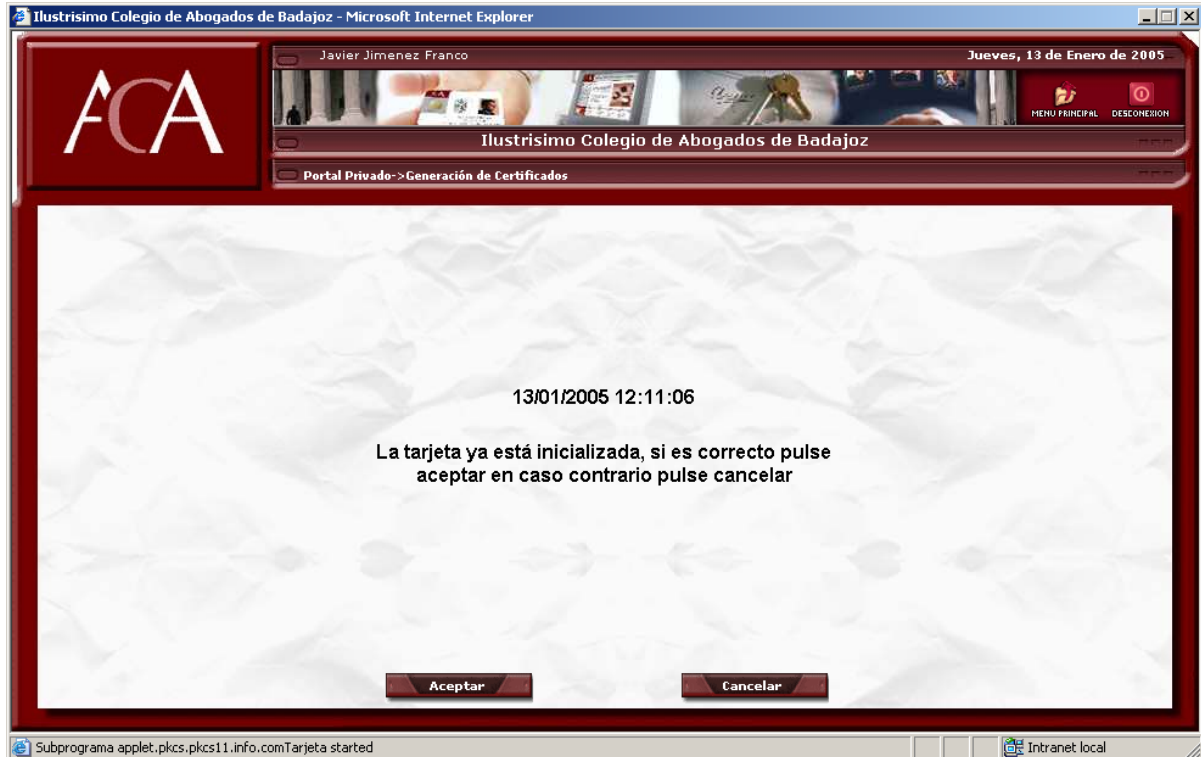 Ilustrisimo Colegio de Abogados de Badajoz - Microsoft Internet Explorer
Javier Jimenez Franco
Jueves, 13 de Enero de 2005
ACA
MENU PRINCIPAL
DESCONEXION
Ilustrisimo Colegio de Abogados de Badajoz
Portal Privado->Generación de Certificados
13/01/2005 12:11:06
La tarjeta ya está inicializada, si es correcto pulse
aceptar en caso contrario pulse cancelar
Aceptar
Cancelar
Subprograma applet.pkcs.pkcs11.info.comTarjeta started
Intranet local